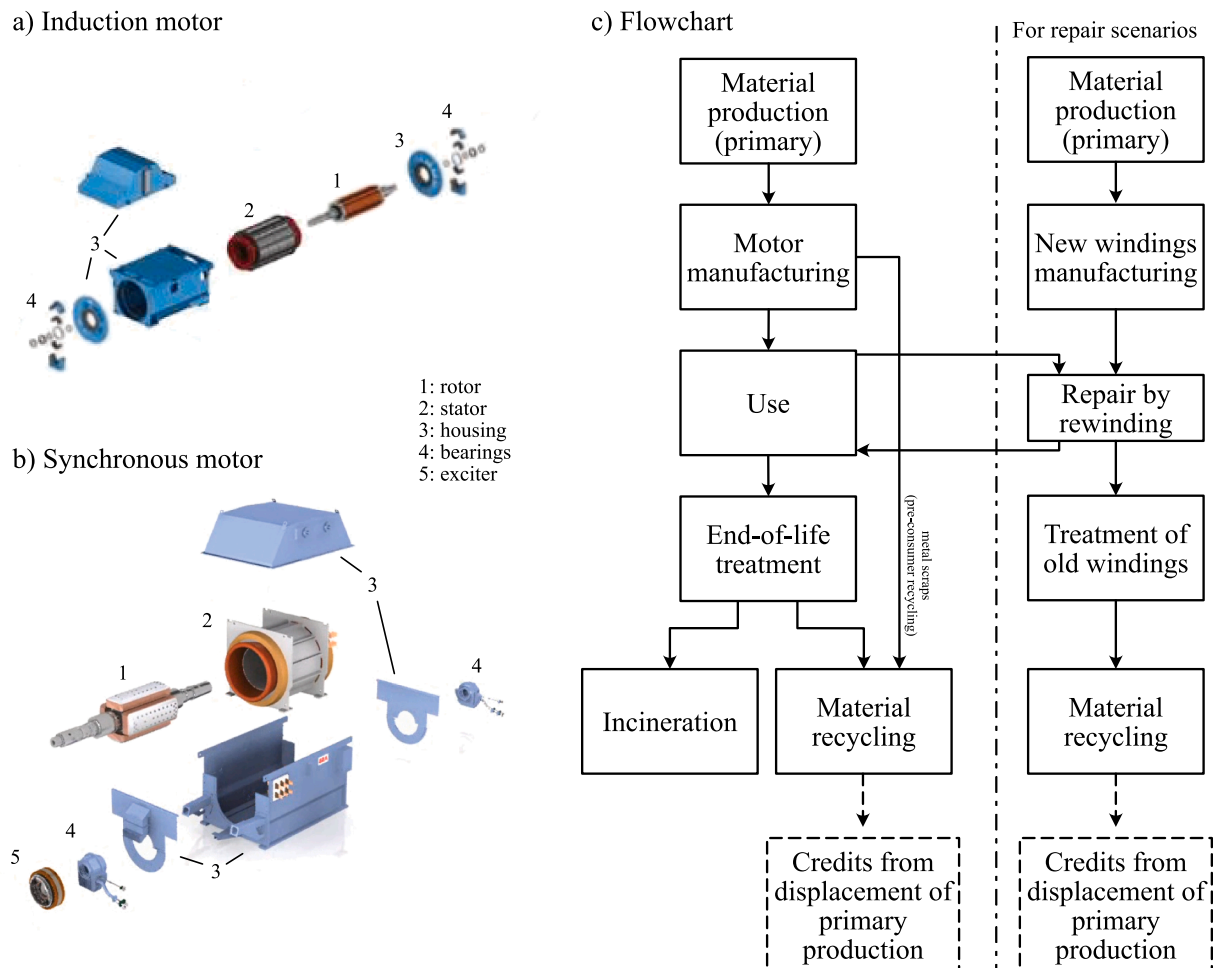 a) Induction motor
4
3
1
2
3
4
1: rotor
2: stator
3: housing
4: bearings
5: exciter
b) Synchronous motor
3
2
1
4
4
3
5
c) Flowchart
For repair scenarios
Material
production
(primary)
Motor
manufacturing
Use
End-of-life
treatment
metal scraps
(pre-consumer recycling)
Incineration
Material
recycling
Credits from
displacement of
primary
production
Material
production
(primary)
New windings
manufacturing
Repair by
rewinding
Treatment of
old windings
Material
recycling
Credits from
displacement of
primary
production